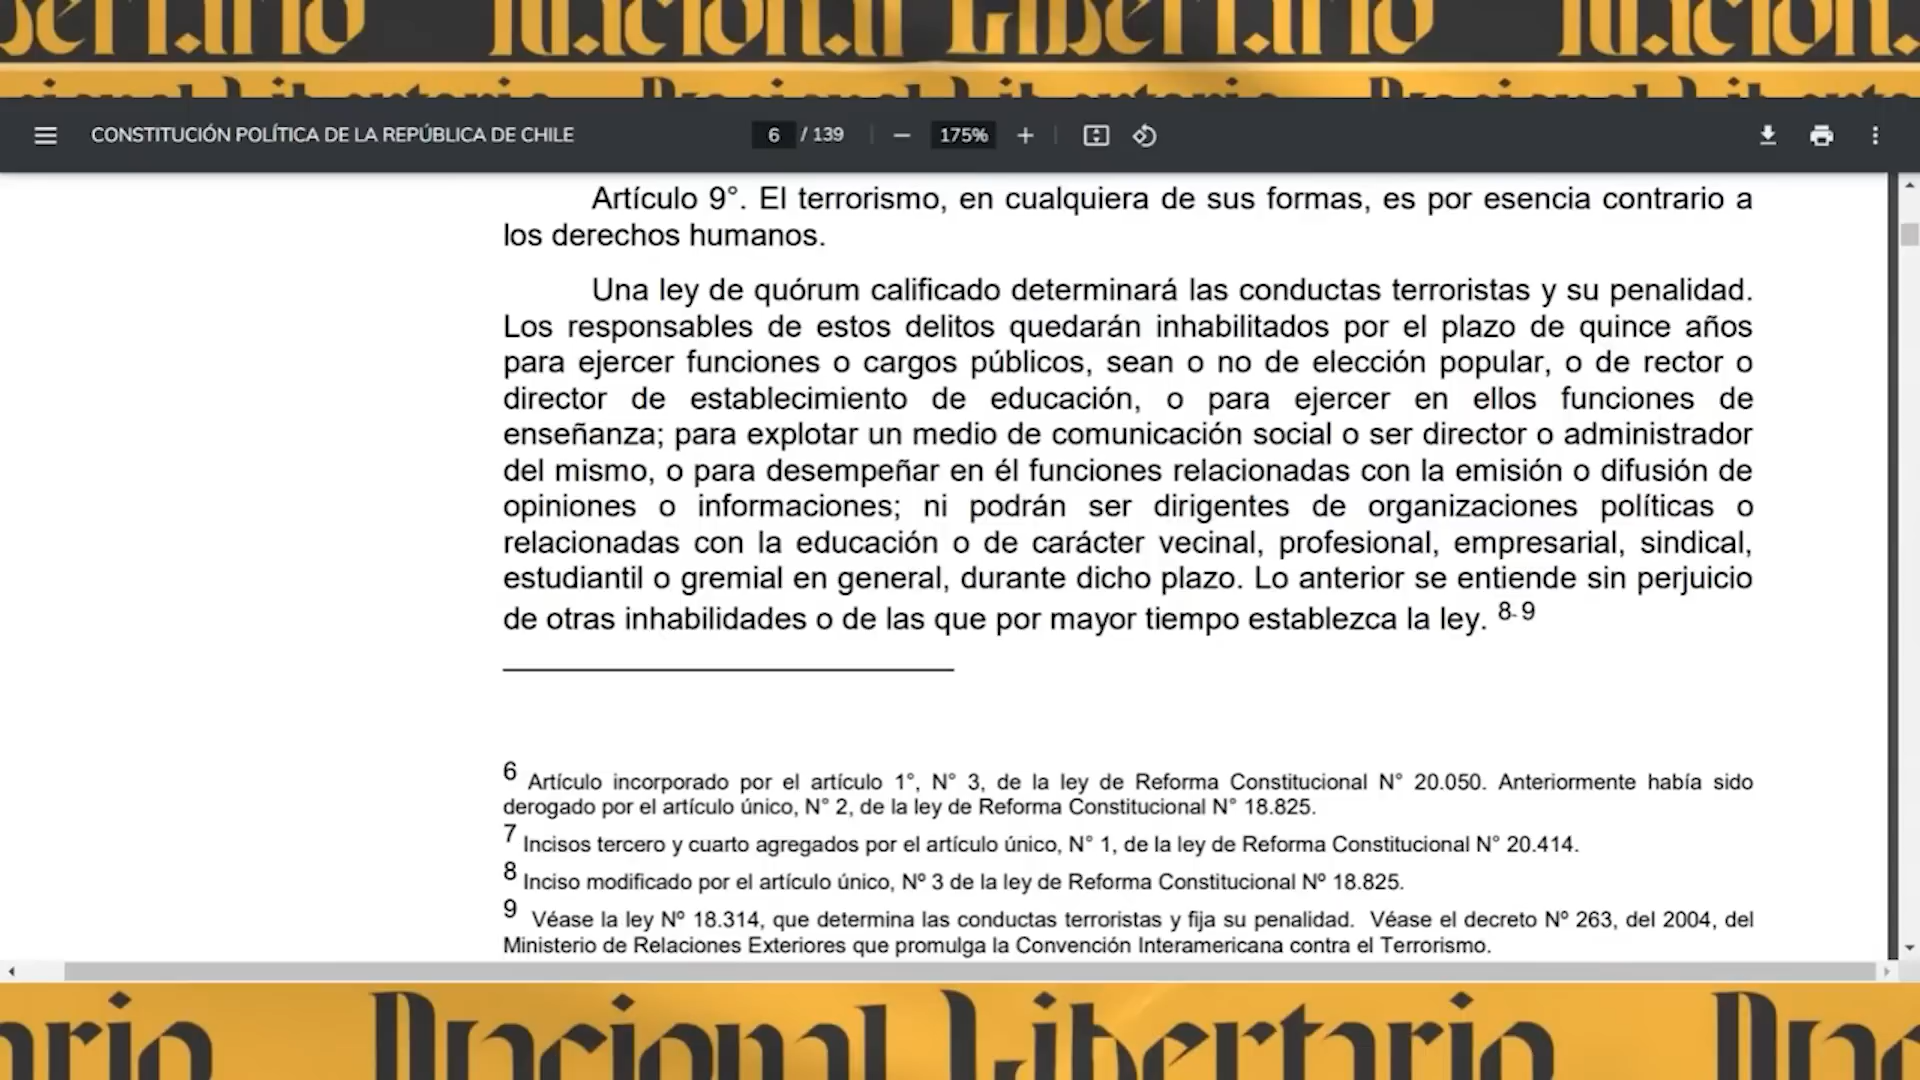 Nacional Libertario
CONSTITUCIÓN POLÍTICA DE LA REPÚBLICA DE CHILE 6 / 139 175%
Artículo 9°. El terrorismo, en cualquiera de sus formas, es por esencia contrario a
los derechos humanos.
Una ley de quórum calificado determinará las conductas terroristas y su penalidad.
Los responsables de estos delitos quedarán inhabilitados por el plazo de quince años
para ejercer funciones o cargos públicos, sean o no de elección popular, o de rector o
director de establecimiento de educación, o para ejercer en ellos funciones de
enseñanza; para explotar un medio de comunicación social o ser director o administrador
del mismo, o para desempeñar en él funciones relacionadas con la emisión o difusión de
opiniones o informaciones; ni podrán ser dirigentes de organizaciones políticas o
relacionadas con la educación o de carácter vecinal, profesional, empresarial, sindical,
estudiantil o gremial en general, durante dicho plazo. Lo anterior se entiende sin perjuicio
de otras inhabilidades o de las que por mayor tiempo establezca la ley. 8-9
6 Artículo incorporado por el artículo 1°, N° 3, de la ley de Reforma Constitucional N° 20.050. Anteriormente había sido
derogado por el artículo único, N° 2, de la ley de Reforma Constitucional N° 18.825.
7 Incisos tercero y cuarto agregados por el artículo único, N° 1, de la ley de Reforma Constitucional N° 20.414.
8 Inciso modificado por el artículo único, Nº 3 de la ley de Reforma Constitucional Nº 18.825.
9 Véase la ley Nº 18.314, que determina las conductas terroristas y fija su penalidad. Véase el decreto Nº 263, del 2004, del
Ministerio de Relaciones Exteriores que promulga la Convención Interamericana contra el Terrorismo.
Nacional Libertario